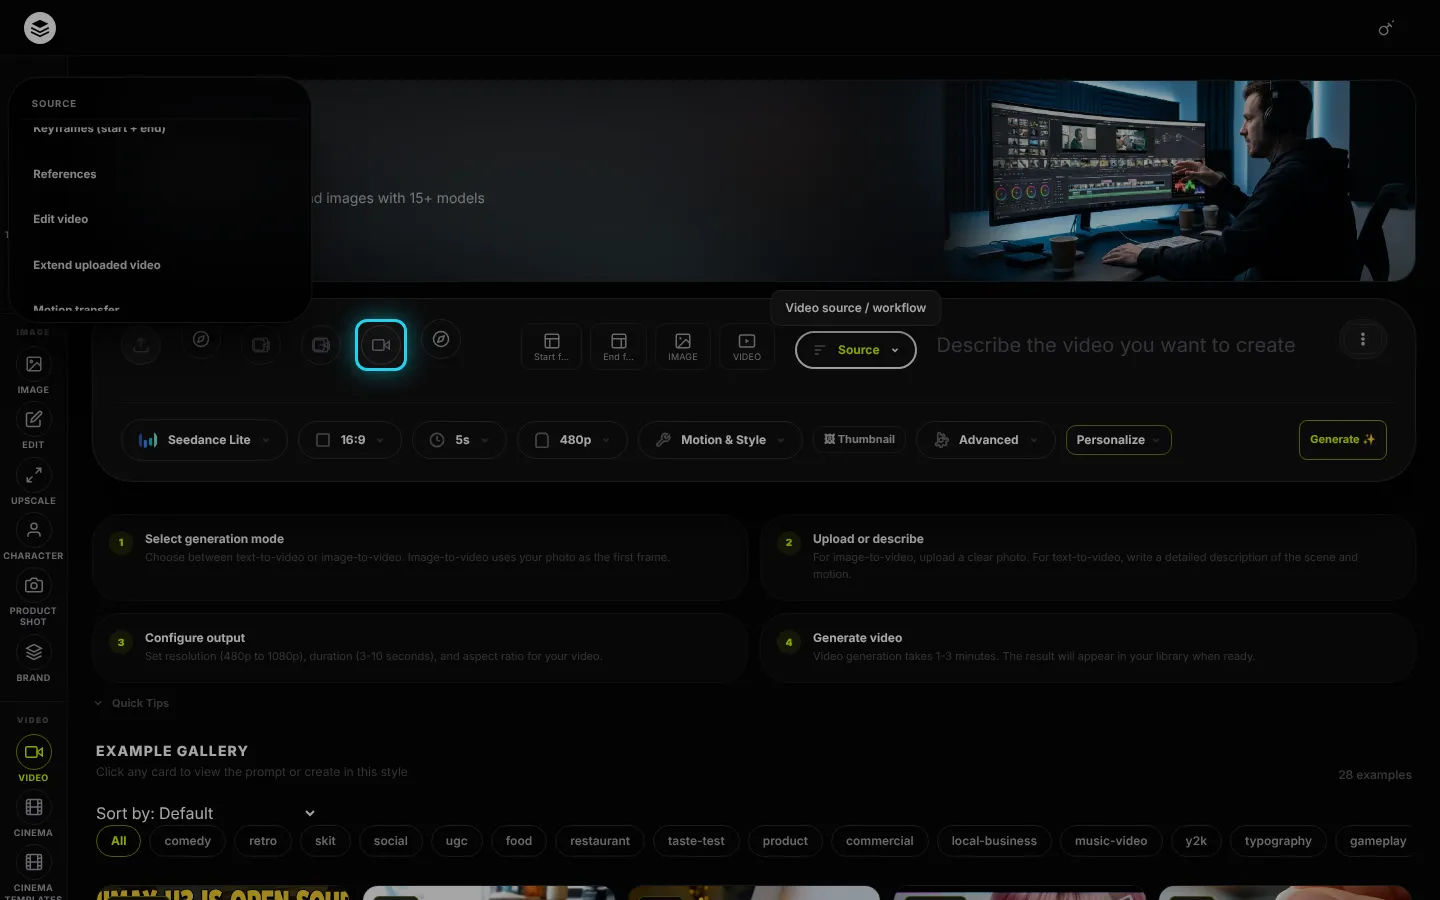 SOURCE
Keyframes (start + end)
References
Edit video
Extend uploaded video
Motion transfer
nd images with 15+ models
Video source / workflow
Start f...
End f...
IMAGE
VIDEO
Source
Describe the video you want to create
Seedance Lite
16:9
5s
480p
Motion & Style
Thumbnail
Advanced
Personalize
Generate ✨
IMAGE
IMAGE
EDIT
UPSCALE
CHARACTER
PRODUCT
SHOT
BRAND
VIDEO
VIDEO
CINEMA
CINEMA
TEMPLATES
1
Select generation mode
Choose between text-to-video or image-to-video. Image-to-video uses your photo as the first frame.
2
Upload or describe
For image-to-video, upload a clear photo. For text-to-video, write a detailed description of the scene and
motion.
3
Configure output
Set resolution (480p to 1080p), duration (3-10 seconds), and aspect ratio for your video.
4
Generate video
Video generation takes 1-3 minutes. The result will appear in your library when ready.
Quick Tips
EXAMPLE GALLERY
Click any card to view the prompt or create in this style
28 examples
Sort by: Default
All
comedy
retro
skit
social
ugc
food
restaurant
taste-test
product
commercial
local-business
music-video
y2k
typography
gameplay
IS OPEN